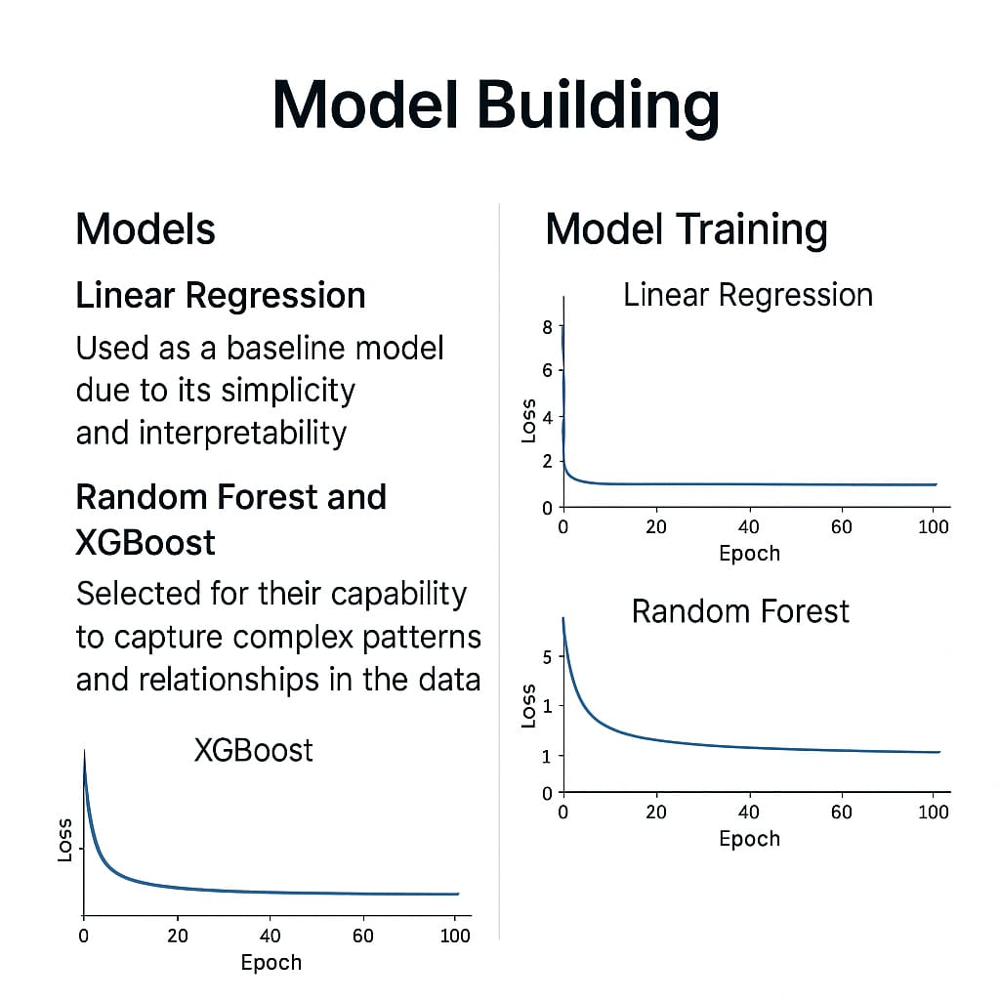 Model Building
Models
Linear Regression
Used as a baseline model
due to its simplicity
and interpretability
Random Forest and
XGBoost
Selected for their capability
to capture complex patterns
and relationships in the data
XGBoost
Loss
0 20 40 60 100
Epoch
Model Training
Linear Regression
8
6
Loss
4
2
0
0 20 40 60 100
Epoch
Random Forest
5
Loss
1
1
0
0 20 40 60 100
Epoch